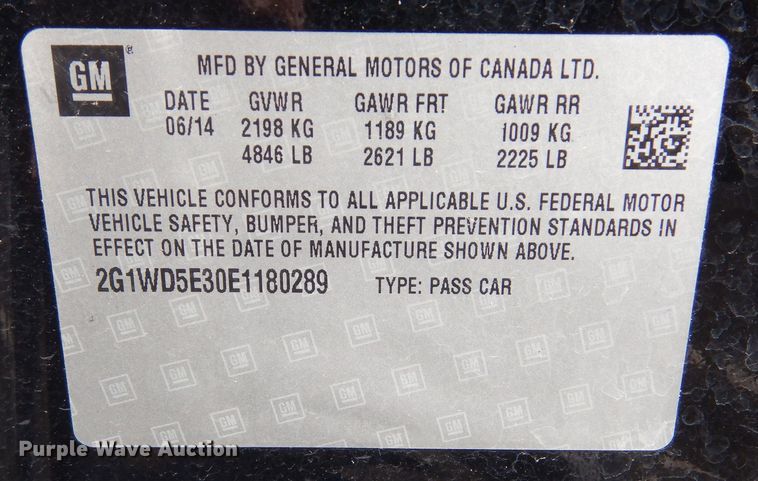 GM ®
MFD BY GENERAL MOTORS OF CANADA LTD.
DATE GVWR GAWR FRT GAWR RR
06/14 2198 KG 1189 KG 1009 KG
4846 LB 2621 LB 2225 LB
THIS VEHICLE CONFORMS TO ALL APPLICABLE U.S. FEDERAL MOTOR
VEHICLE SAFETY, BUMPER, AND THEFT PREVENTION STANDARDS IN
EFFECT ON THE DATE OF MANUFACTURE SHOWN ABOVE.
2G1WD5E30E1180289 TYPE: PASS CAR
Purple Wave Auction